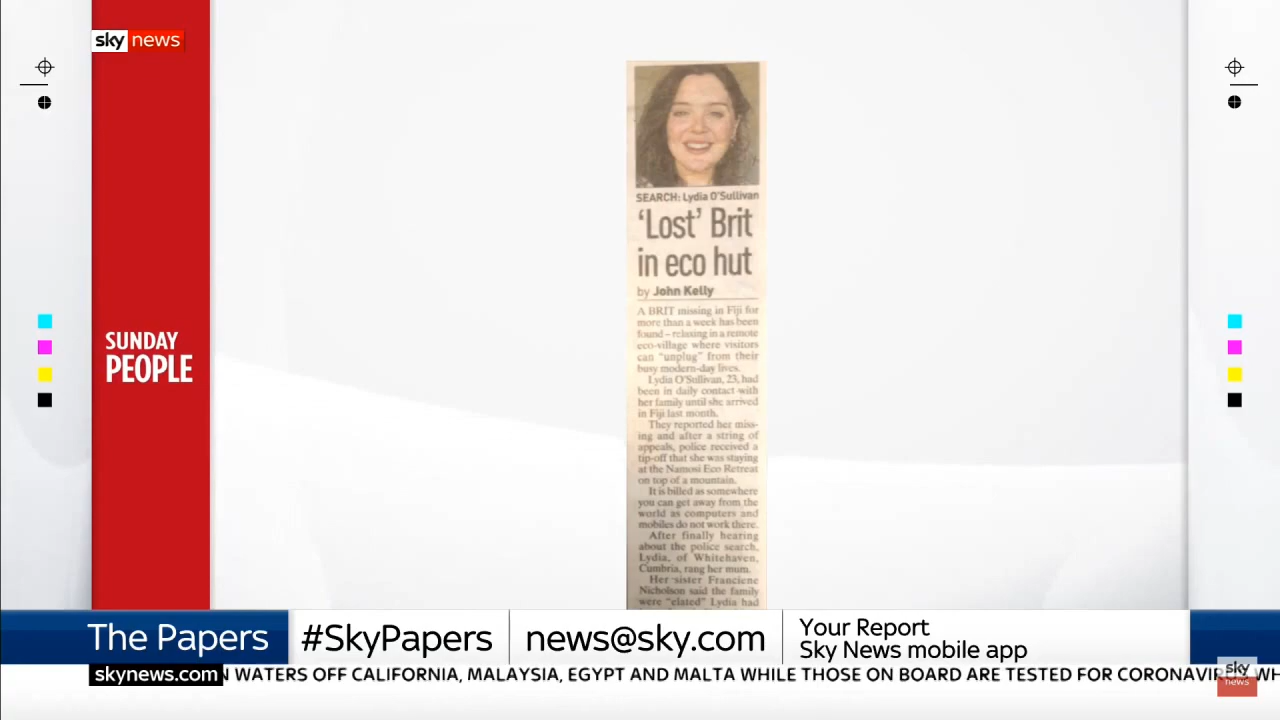 sky news
SEARCH: Lydia O'Sullivan
'Lost' Brit
in eco hut
by John Kelly
A BRIT missing in Fiji for
more than a week has been
found – relaxing in a remote
eco-village where visitors
can "unplug" from their
busy modern-day lives.
Lydia O'Sullivan, 23, had
been in daily contact with
her family until she arrived
in Fiji last month.
They reported her miss-
ing and after a string of
appeals, police received a
tip-off that she was staying
at the Namosi Eco Retreat
on top of a mountain.
It is billed as somewhere
you can get away from the
world as computers and
mobiles do not work there.
After finally hearing
about the police search,
Lydia, of Whitehaven,
Cumbria, rang her mum.
Her sister Franciene
Nicholson said the family
were "elated" Lydia had
SUNDAY
PEOPLE
The Papers
#SkyPapers
news@sky.com
Your Report
Sky News mobile app
skynews.com
N WATERS OFF CALIFORNIA, MALAYSIA, EGYPT AND MALTA WHILE THOSE ON BOARD ARE TESTED FOR CORONAVIRUS WH
sky
news